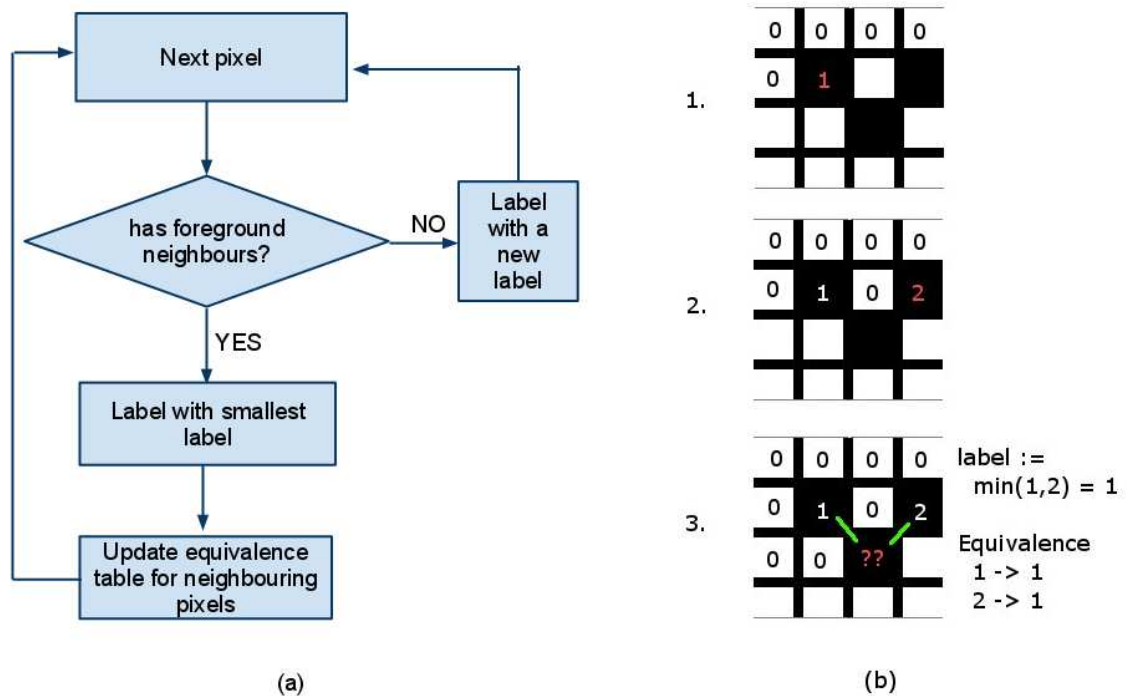 Next pixel
has foreground
neighbours?
NO
Label
with a
new
label
YES
Label with smallest
label
Update equivalence
table for neighbouring
pixels
(a)
1.
0 0 0 0
0 1
2.
0 0 0 0
0 1 0 2
3.
0 0 0 0
0 1 0 2
0 0 ??
label :=
min(1,2) = 1
Equivalence
1 -> 1
2 -> 1
(b)